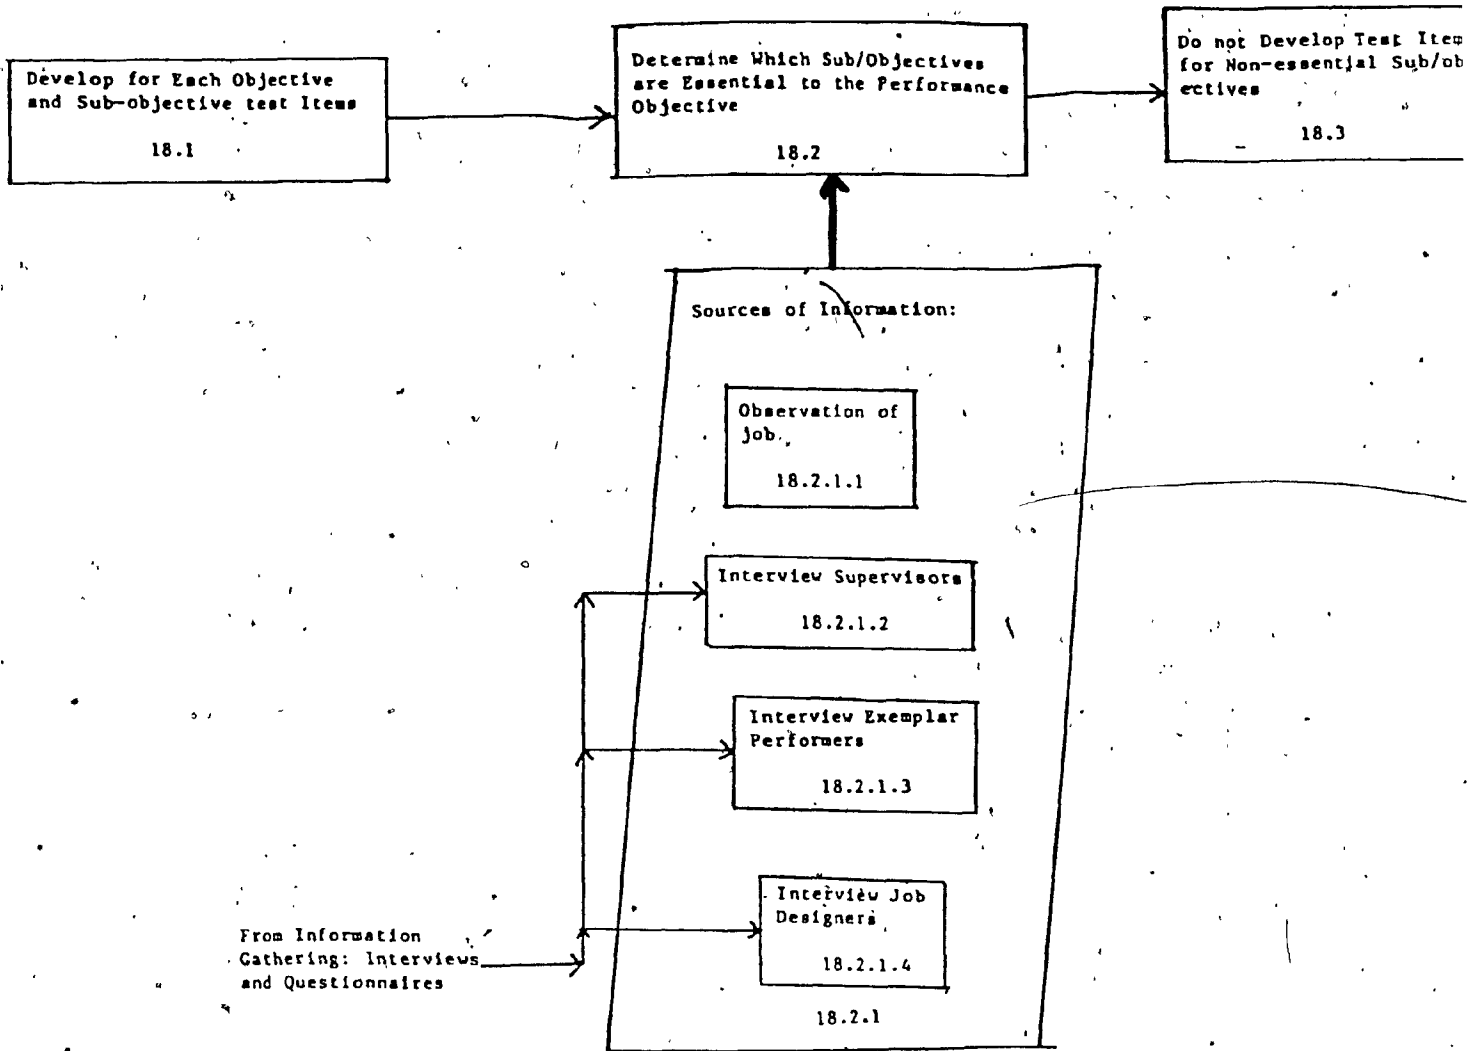 Develop for Each Objective
and Sub-objective test Items
18.1
Determine Which Sub/Objectives
are Essential to the Performance
Objective
18.2
Do not Develop Test Item
for Non-essential Sub/ob
ectives
18.3
Sources of Information:
Observation of
job.
18.2.1.1
Interview Supervisors
18.2.1.2
Interview Exemplar
Performers
18.2.1.3
Interview Job
Designers
18.2.1.4
18.2.1
From Information
Gathering: Interviews
and Questionnaires